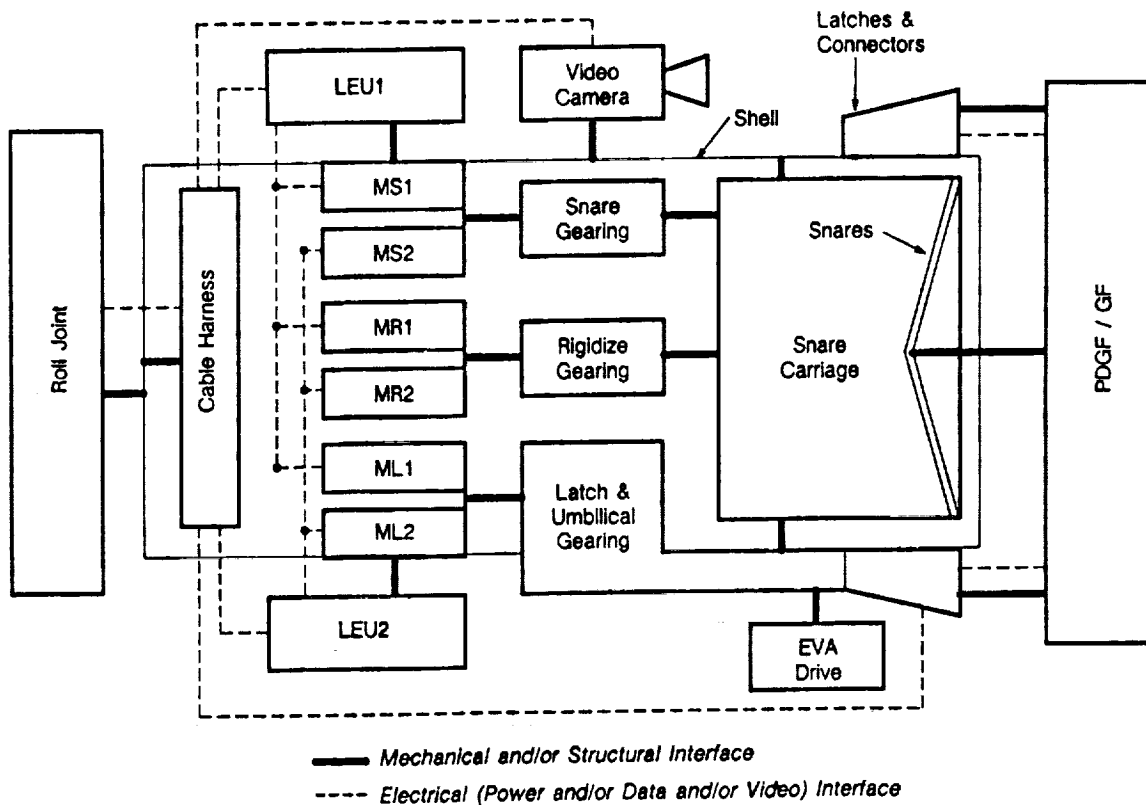 Latches &
Connectors
LEU1
Video
Camera
Shell
MS1
Snare
Gearing
MS2
Snares
Roll Joint
Cable Harness
MR1
Rigidize
Gearing
Snare
Carriage
MR2
PDGF / GF
ML1
Latch &
Umbilical
Gearing
ML2
LEU2
EVA
Drive
Mechanical and/or Structural Interface
Electrical (Power and/or Data and/or Video) Interface